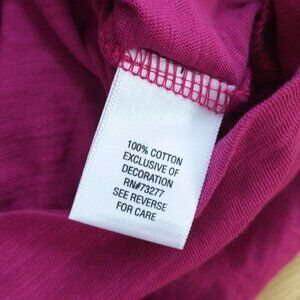 100% COTTON
EXCLUSIVE OF
DECORATION
RN#73277
SEE REVERSE
FOR CARE